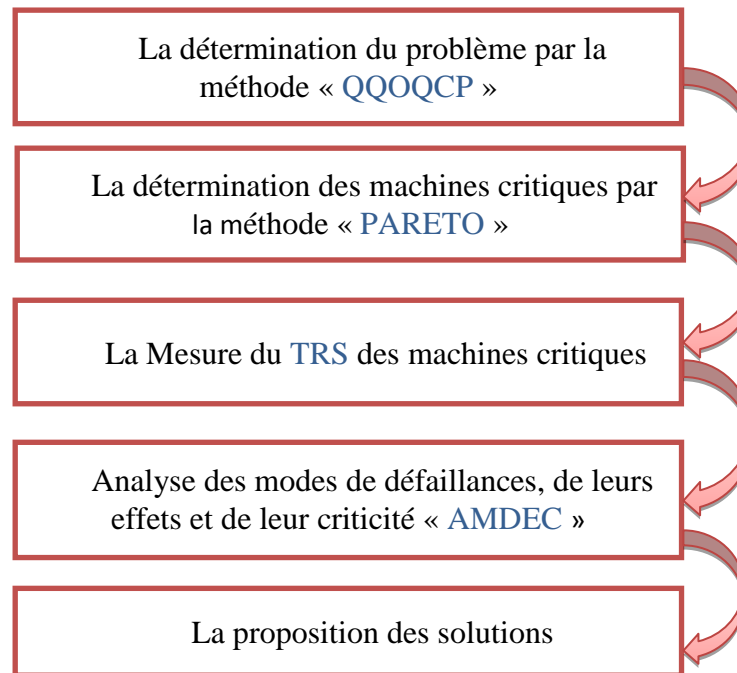 La détermination du problème par la
méthode « QQOQCP »
La détermination des machines critiques par
la méthode « PARETO »
La Mesure du TRS des machines critiques
Analyse des modes de défaillances, de leurs
effets et de leur criticité « AMDEC »
La proposition des solutions